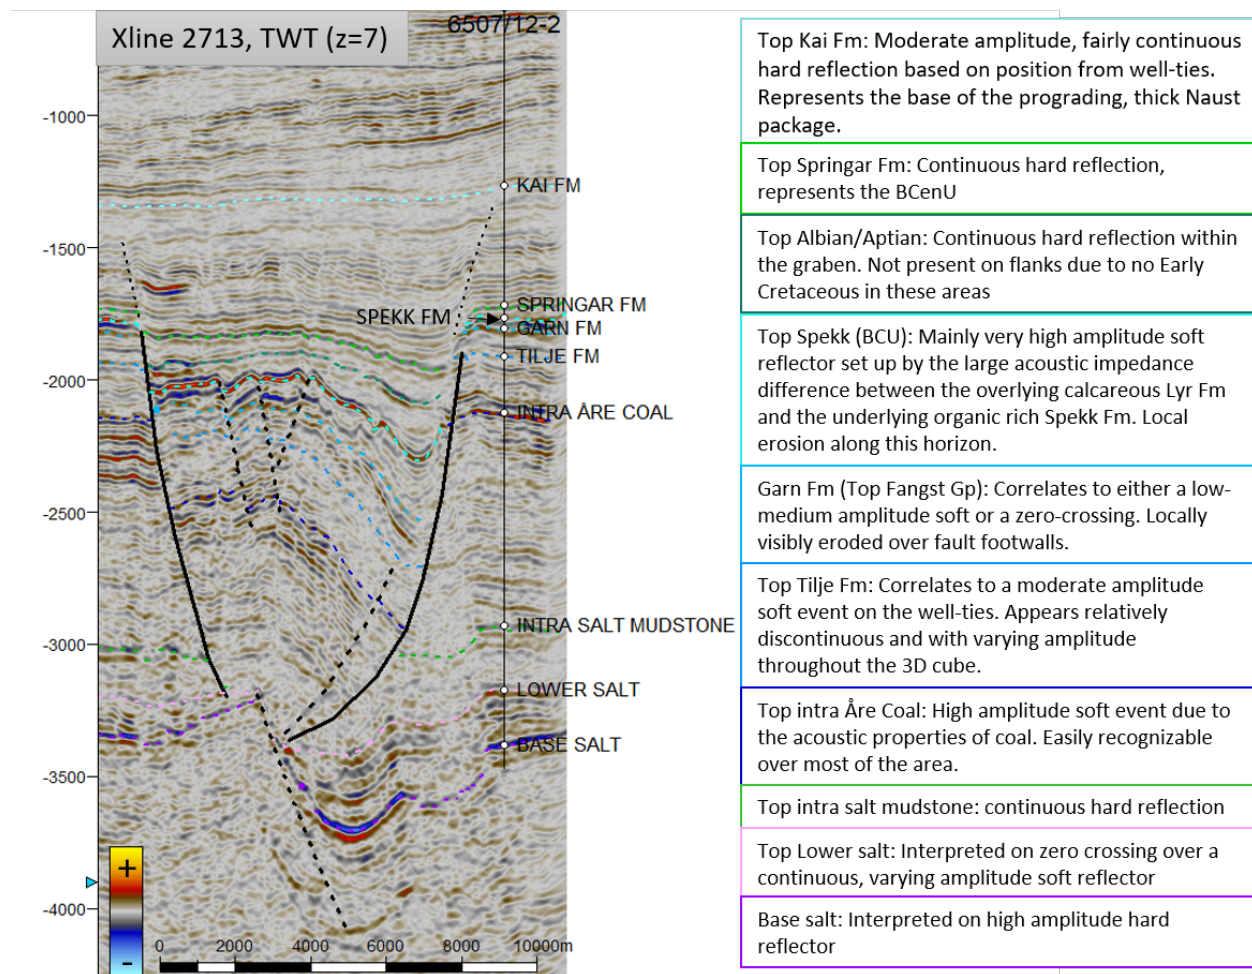 6507/12-2
Xline 2713, TWT (z=7)
-1000
-1500
-2000
-2500
-3000
-3500
-4000
KAI FM
SPRINGAR FM
SPEKK FM
GARN FM
TILJE FM
INTRA ÅRE COAL
INTRA SALT MUDSTONE
LOWER SALT
BASE SALT
+
-
0 2000 4000 6000 8000 10000m
Top Kai Fm: Moderate amplitude, fairly continuous
hard reflection based on position from well-ties.
Represents the base of the prograding, thick Naust
package.
Top Springar Fm: Continuous hard reflection,
represents the BCenU
Top Albian/Aptian: Continuous hard reflection within
the graben. Not present on flanks due to no Early
Cretaceous in these areas
Top Spekk (BCU): Mainly very high amplitude soft
reflector set up by the large acoustic impedance
difference between the overlying calcareous Lyr Fm
and the underlying organic rich Spekk Fm. Local
erosion along this horizon.
Garn Fm (Top Fangst Gp): Correlates to either a low-
medium amplitude soft or a zero-crossing. Locally
visibly eroded over fault footwalls.
Top Tilje Fm: Correlates to a moderate amplitude
soft event on the well-ties. Appears relatively
discontinuous and with varying amplitude
throughout the 3D cube.
Top intra Åre Coal: High amplitude soft event due to
the acoustic properties of coal. Easily recognizable
over most of the area.
Top intra salt mudstone: continuous hard reflection
Top Lower salt: Interpreted on zero crossing over a
continuous, varying amplitude soft reflector
Base salt: Interpreted on high amplitude hard
reflector